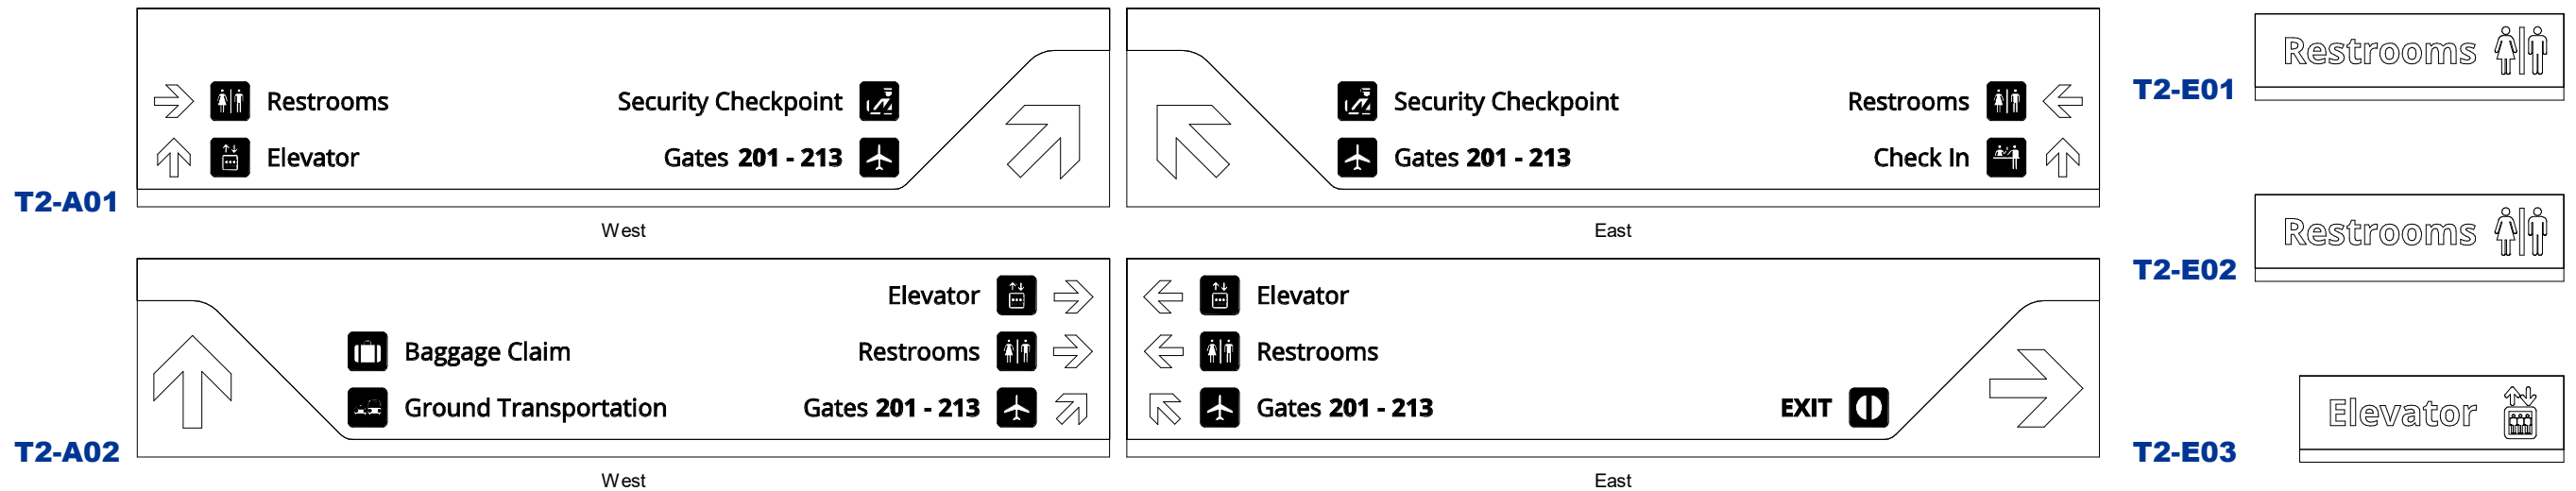 T2-A01
Restrooms
Elevator
Security Checkpoint
Gates 201 - 213
West
Security Checkpoint
Gates 201 - 213
Restrooms
Check In
East
T2-E01
Restrooms
T2-E02
Restrooms
T2-A02
Baggage Claim
Ground Transportation
Elevator
Restrooms
Gates 201 - 213
West
Elevator
Restrooms
Gates 201 - 213
EXIT
East
T2-E03
Elevator